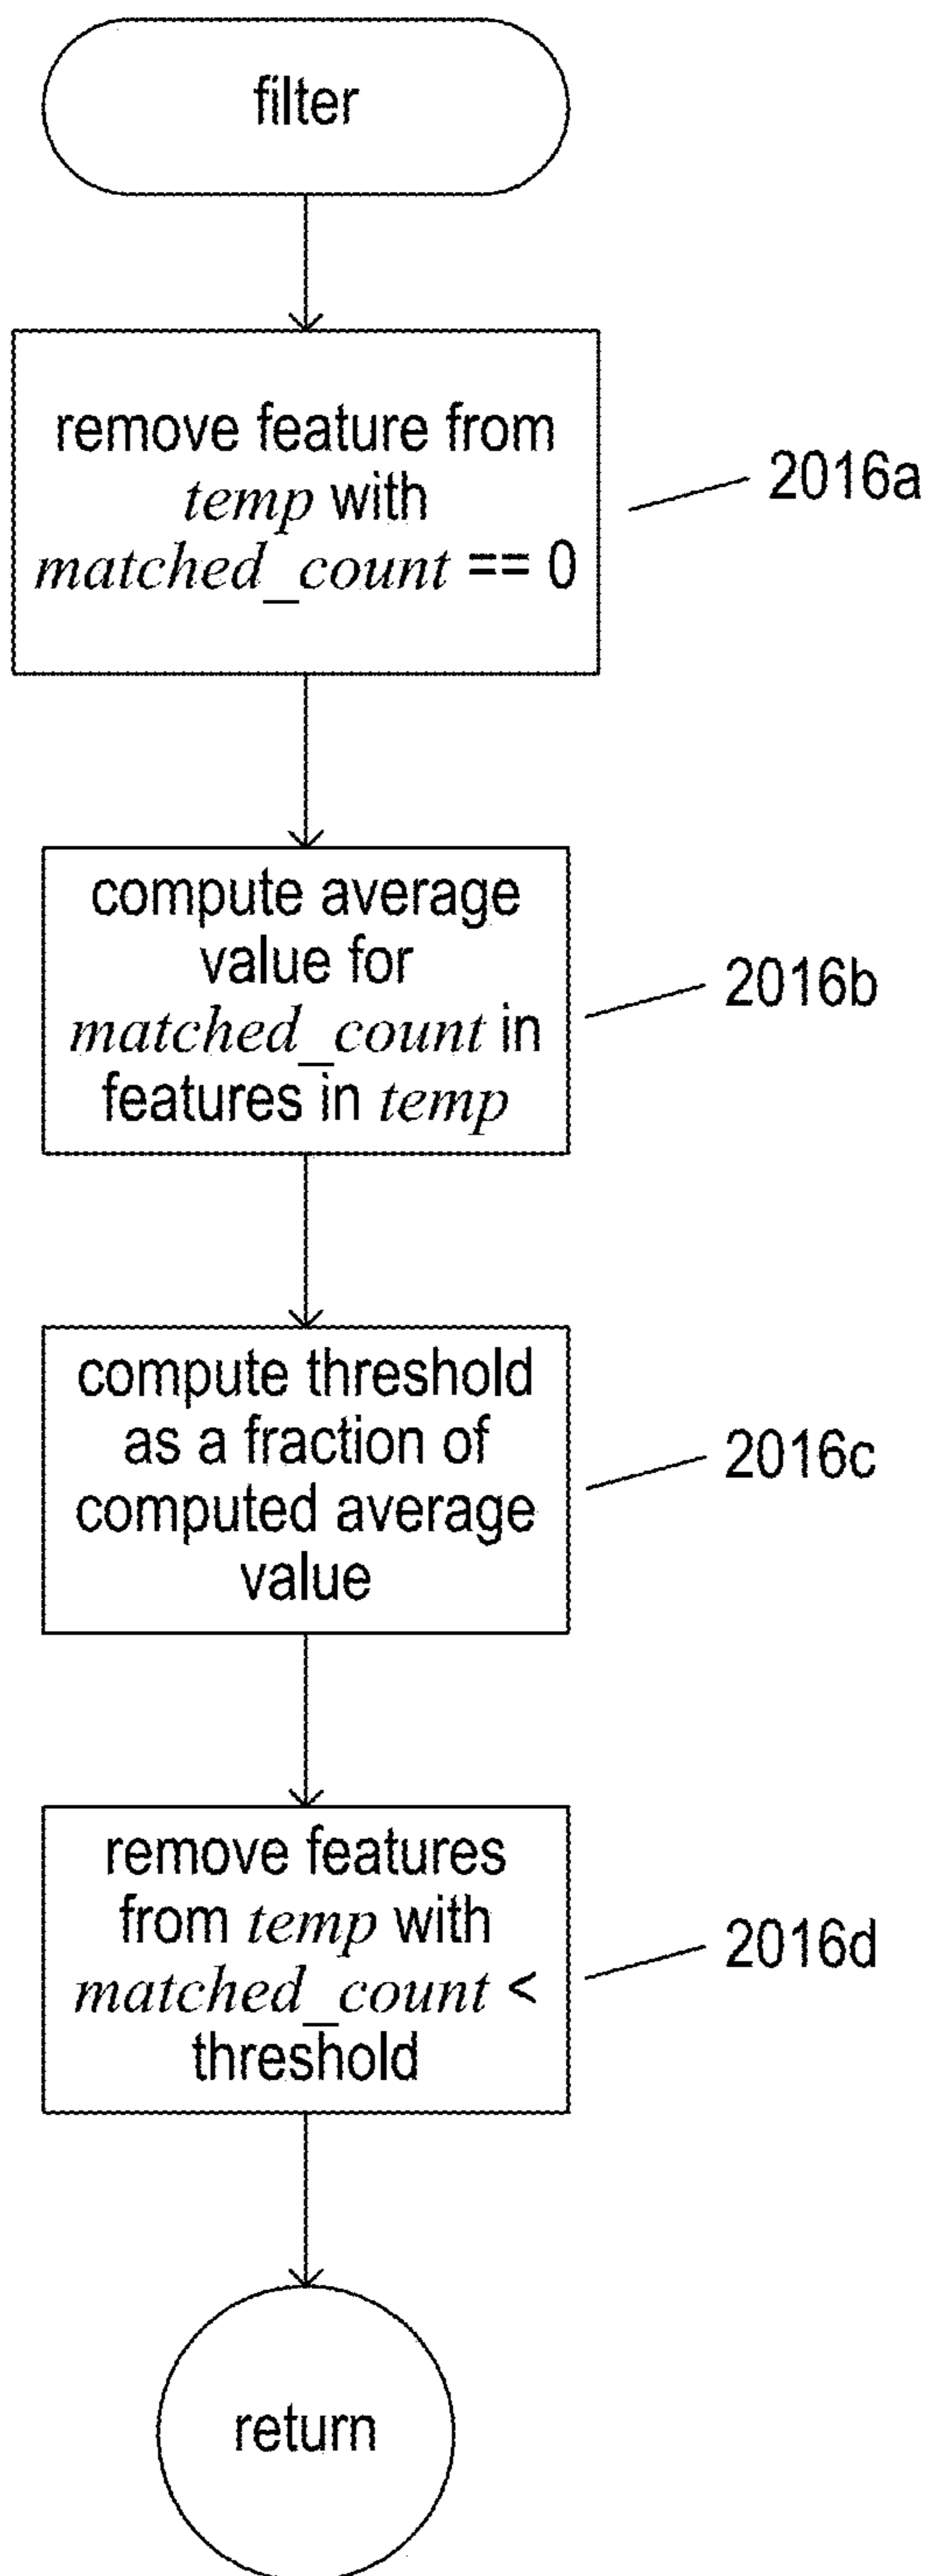 filter
remove feature from
temp with
matched_count == 0
2016a
compute average
value for
matched_count in
features in temp
2016b
compute threshold
as a fraction of
computed average
value
2016c
remove features
from temp with
matched_count <
threshold
2016d
return